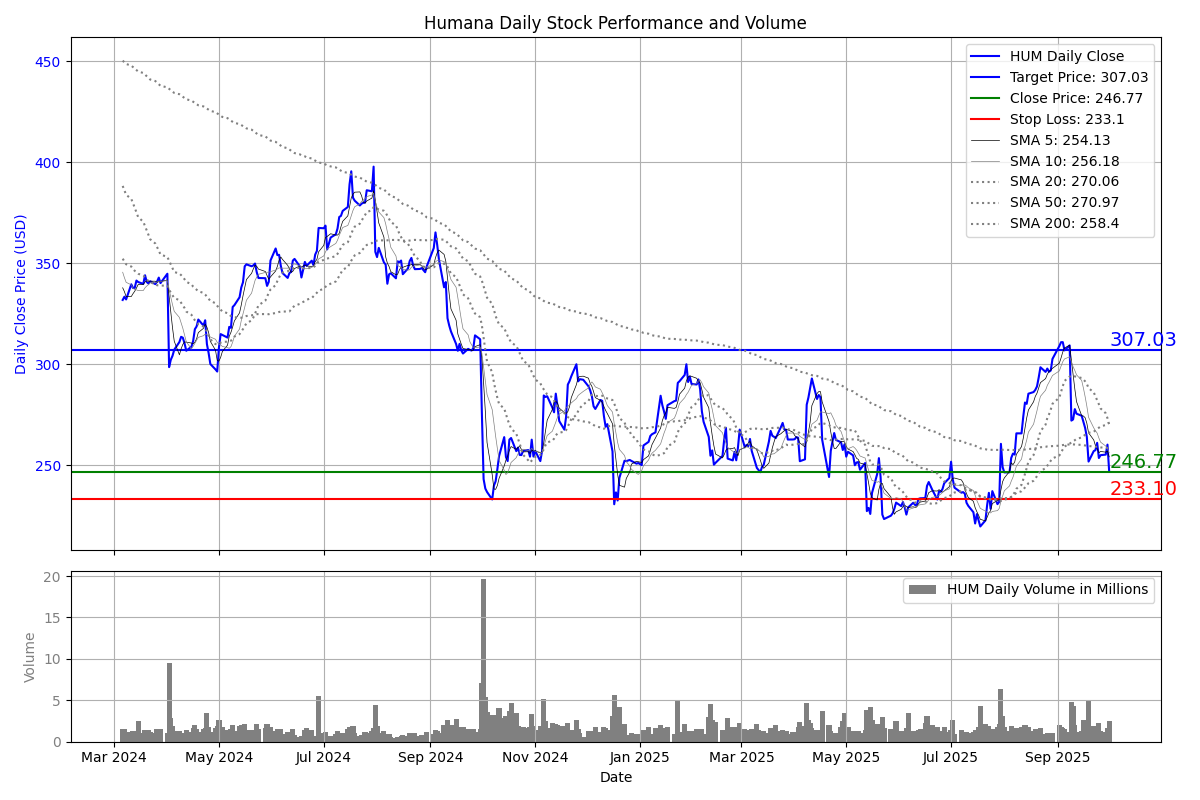 Humana Daily Stock Performance and Volume
Daily Close Price (USD)
450
400
350
300
250
HUM Daily Close
Target Price: 307.03
Close Price: 246.77
Stop Loss: 233.1
SMA 5: 254.13
SMA 10: 256.18
SMA 20: 270.06
SMA 50: 270.97
SMA 200: 258.4
307.03
246.77
233.10
Volume
20
15
10
5
0
HUM Daily Volume in Millions
Mar 2024 May 2024 Jul 2024 Sep 2024 Nov 2024 Jan 2025 Mar 2025 May 2025 Jul 2025 Sep 2025
Date